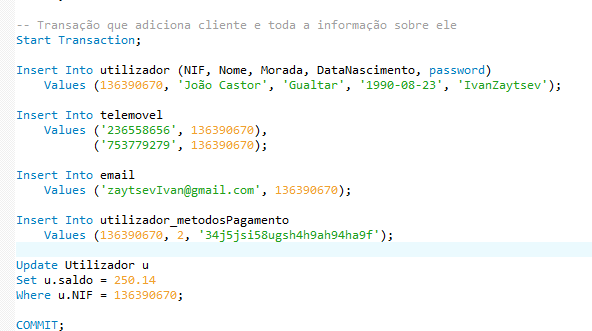 -- Transação que adiciona cliente e toda a informação sobre ele
Start Transaction;
Insert Into utilizador (NIF, Nome, Morada, DataNascimento, password)
Values (136390670, 'João Castor', 'Gualtar', '1990-08-23', 'IvanZaytsev');
Insert Into telemovel
Values ('236558656', 136390670),
('753779279', 136390670);
Insert Into email
Values ('zaytsevIvan@gmail.com', 136390670);
Insert Into utilizador_metodosPagamento
Values (136390670, 2, '34j5jsi58ugsh4h9ah94ha9f');
Update Utilizador u
Set u.saldo = 250.14
Where u.NIF = 136390670;
COMMIT;